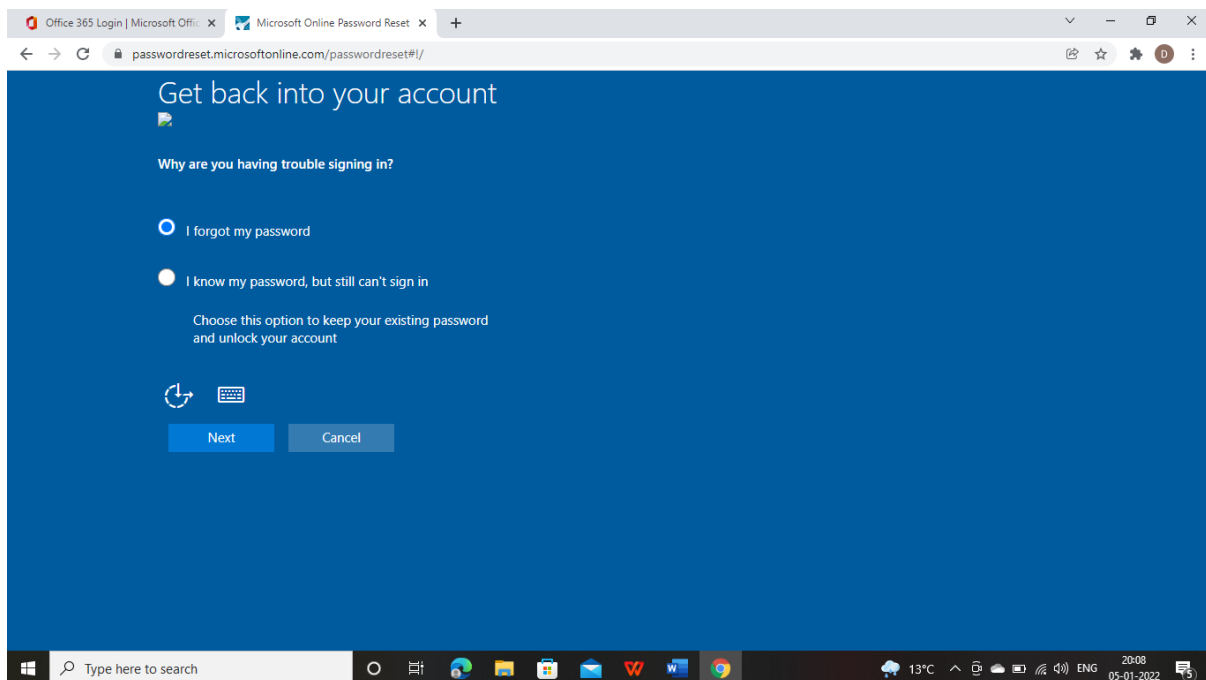 Office 365 Login | Microsoft Offic
Microsoft Online Password Reset
passwordreset.microsoftonline.com/passwordreset#!/
D
Get back into your account
Why are you having trouble signing in?
I forgot my password
I know my password, but still can't sign in
Choose this option to keep your existing password
and unlock your account
Next
Cancel
Type here to search
13°C
ENG
20:08
05-01-2022
5